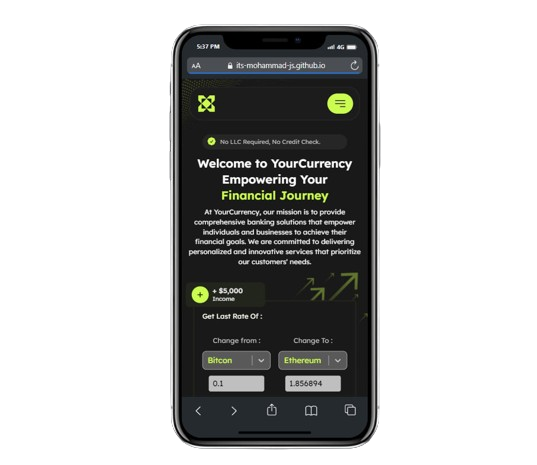 5:37 PM 4G
AA its-mohammad-js.github.io
No LLC Required, No Credit Check.
Welcome to YourCurrency
Empowering Your
Financial Journey
At YourCurrency, our mission is to provide
comprehensive banking solutions that empower
individuals and businesses to achieve their
financial goals. We are committed to delivering
personalized and innovative services that prioritize
our customers' needs.
+ $5,000
Income
Get Last Rate Of :
Change from : Change To :
Bitcon Ethereum
0.1 1.856894